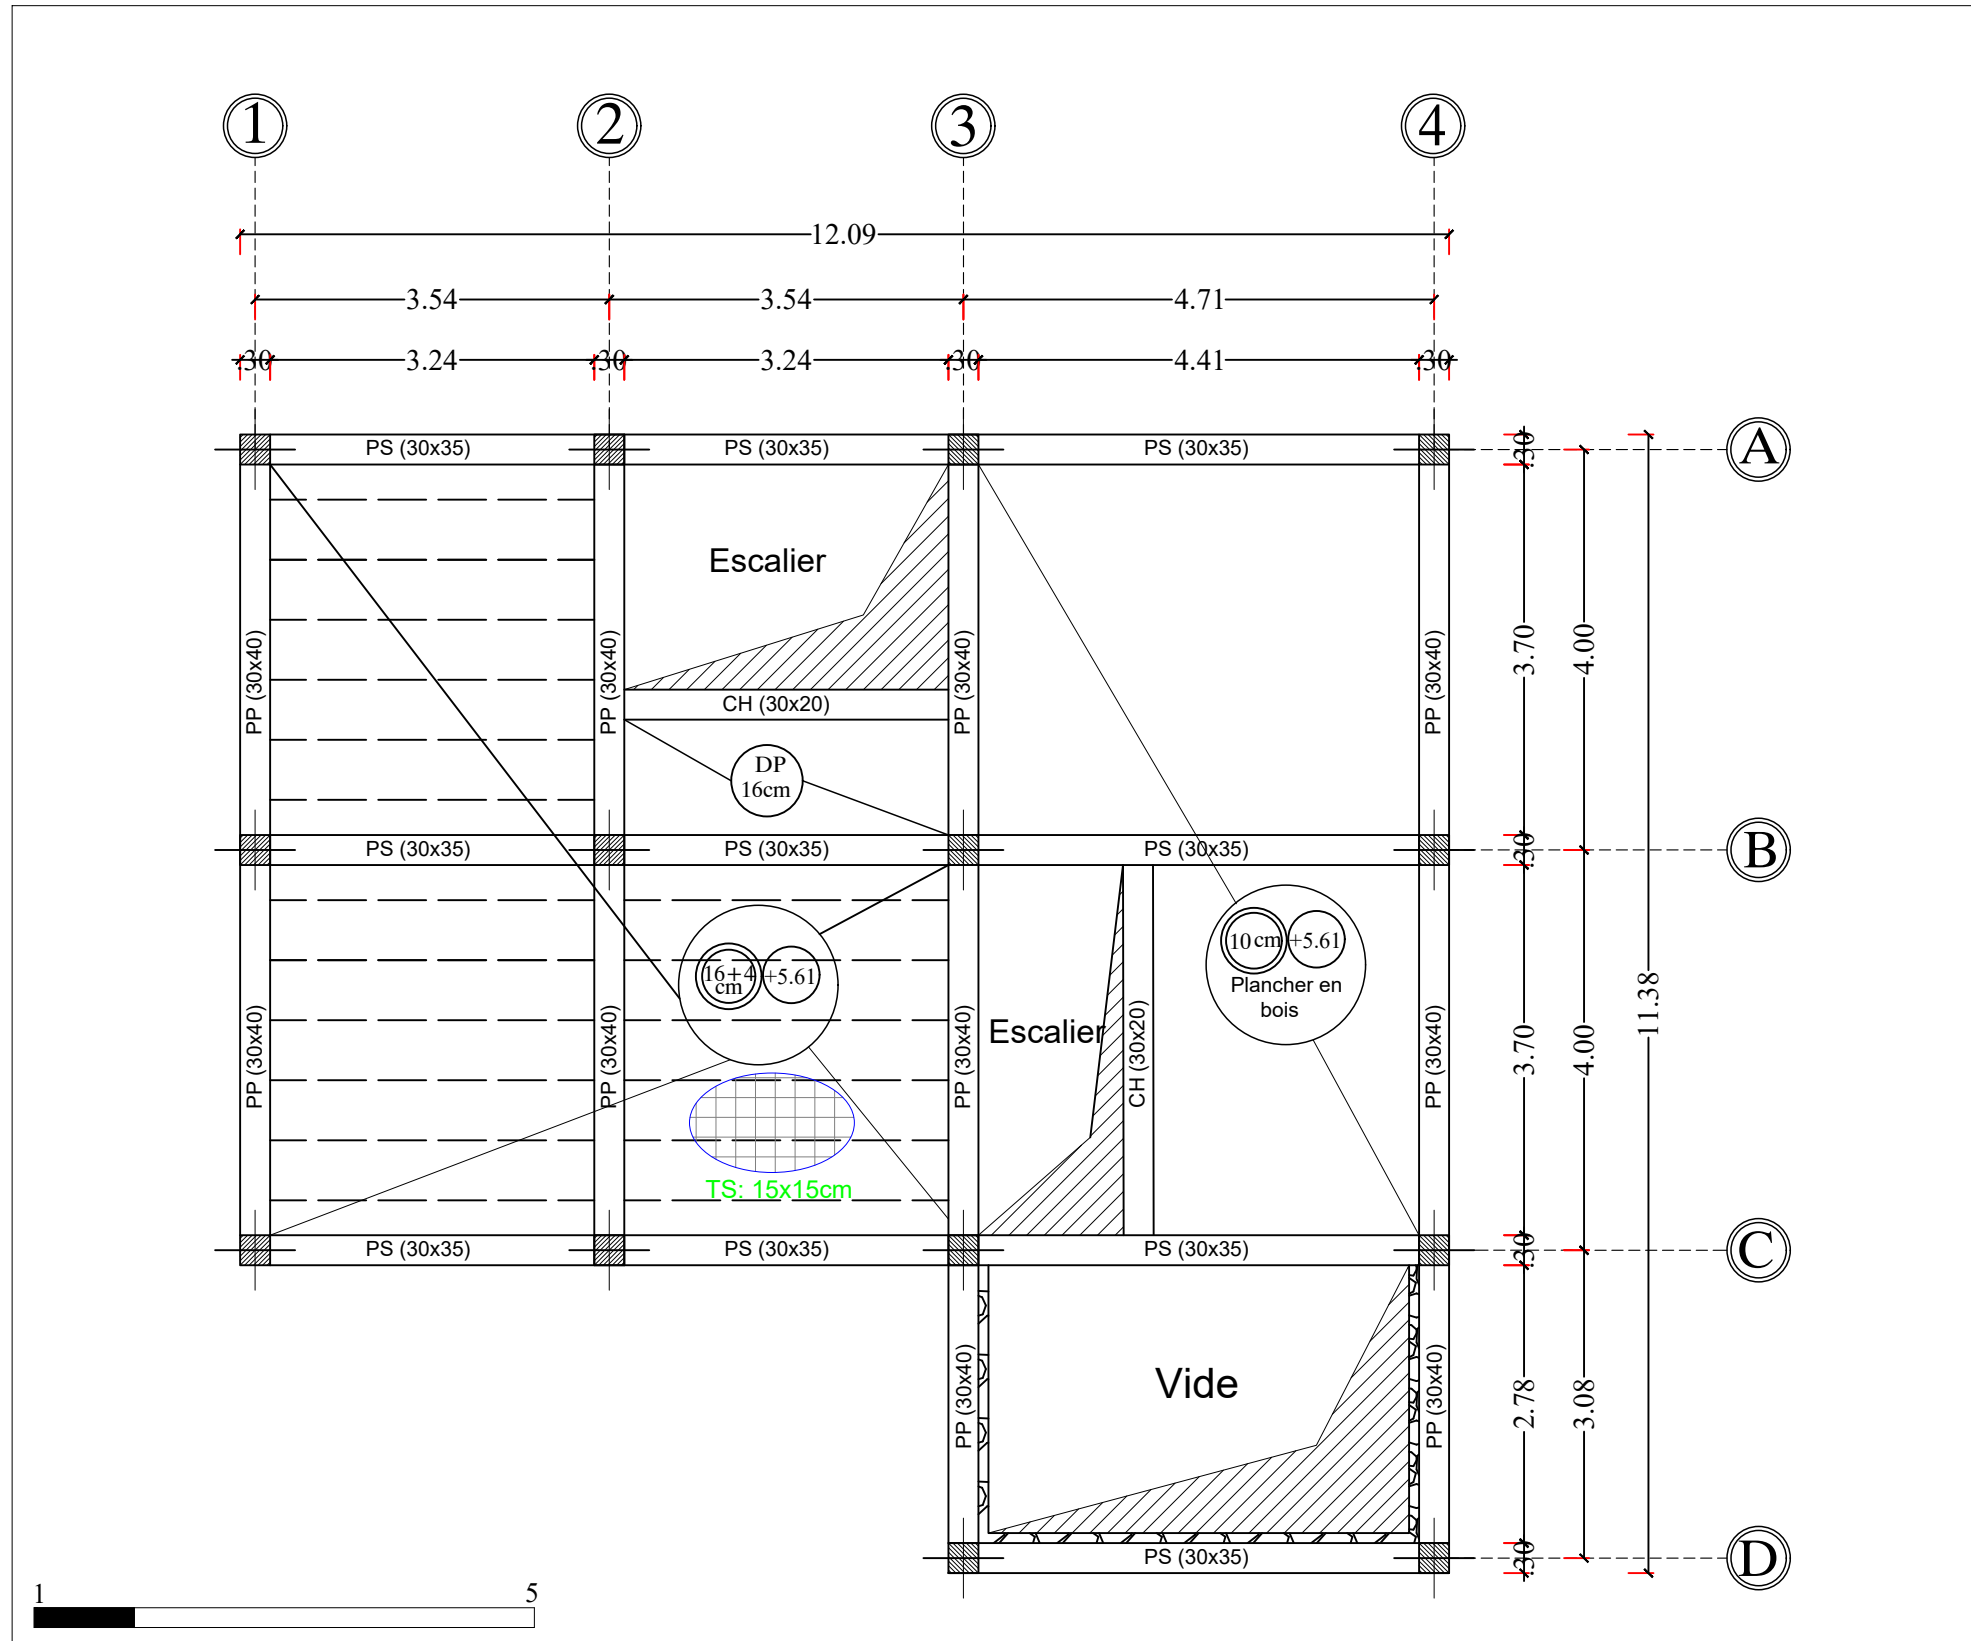 1 2 3 4
12.09
3.54 3.54 4.71
.30 3.24 .30 3.24 .30 4.41 .30
PS (30x35) PS (30x35) PS (30x35)
A
.30
Escalier
PP (30x40) PP (30x40) PP (30x40) PP (30x40)
3.70 4.00
CH (30x20)
DP
16cm
PS (30x35) PS (30x35) PS (30x35)
.30
B
16+4
cm
+5.61
10 cm
+5.61
Plancher en
bois
Escalier
11.38
PP (30x40) PP (30x40) PP (30x40) CH (30x20) PP (30x40)
3.70 4.00
TS: 15x15cm
PS (30x35) PS (30x35) PS (30x35)
.30
C
Vide
PP (30x40) PP (30x40)
2.78 3.08
PS (30x35)
.30
D
1 5